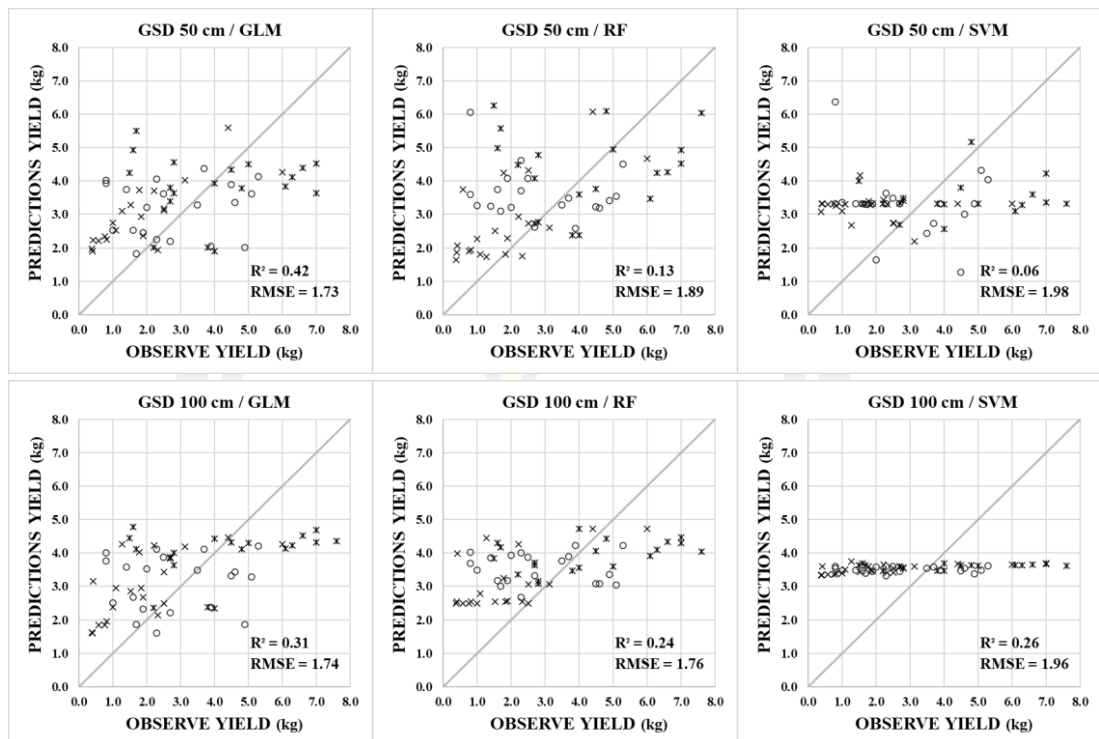 GSD 50 cm / GLM
8.0
7.0
6.0
5.0
4.0
3.0
2.0
1.0
0.0
PREDICTIONS YIELD (kg)
R² = 0.42
RMSE = 1.73
0.0 1.0 2.0 3.0 4.0 5.0 6.0 7.0 8.0
OBSERVE YIELD (kg)
GSD 50 cm / RF
8.0
7.0
6.0
5.0
4.0
3.0
2.0
1.0
0.0
PREDICTIONS YIELD (kg)
R² = 0.13
RMSE = 1.89
0.0 1.0 2.0 3.0 4.0 5.0 6.0 7.0 8.0
OBSERVE YIELD (kg)
GSD 50 cm / SVM
8.0
7.0
6.0
5.0
4.0
3.0
2.0
1.0
0.0
PREDICTIONS YIELD (kg)
R² = 0.06
RMSE = 1.98
0.0 1.0 2.0 3.0 4.0 5.0 6.0 7.0 8.0
OBSERVE YIELD (kg)
GSD 100 cm / GLM
8.0
7.0
6.0
5.0
4.0
3.0
2.0
1.0
0.0
PREDICTIONS YIELD (kg)
R² = 0.31
RMSE = 1.74
0.0 1.0 2.0 3.0 4.0 5.0 6.0 7.0 8.0
OBSERVE YIELD (kg)
GSD 100 cm / RF
8.0
7.0
6.0
5.0
4.0
3.0
2.0
1.0
0.0
PREDICTIONS YIELD (kg)
R² = 0.24
RMSE = 1.76
0.0 1.0 2.0 3.0 4.0 5.0 6.0 7.0 8.0
OBSERVE YIELD (kg)
GSD 100 cm / SVM
8.0
7.0
6.0
5.0
4.0
3.0
2.0
1.0
0.0
PREDICTIONS YIELD (kg)
R² = 0.26
RMSE = 1.96
0.0 1.0 2.0 3.0 4.0 5.0 6.0 7.0 8.0
OBSERVE YIELD (kg)